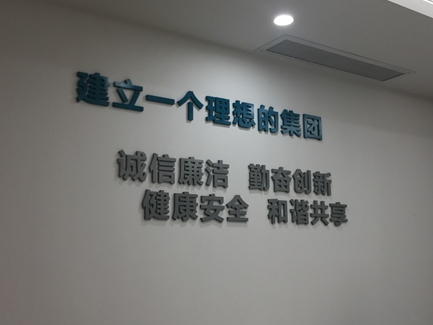 建立一个理想的集团
诚信廉洁 勤奋创新
健康安全 和谐共享